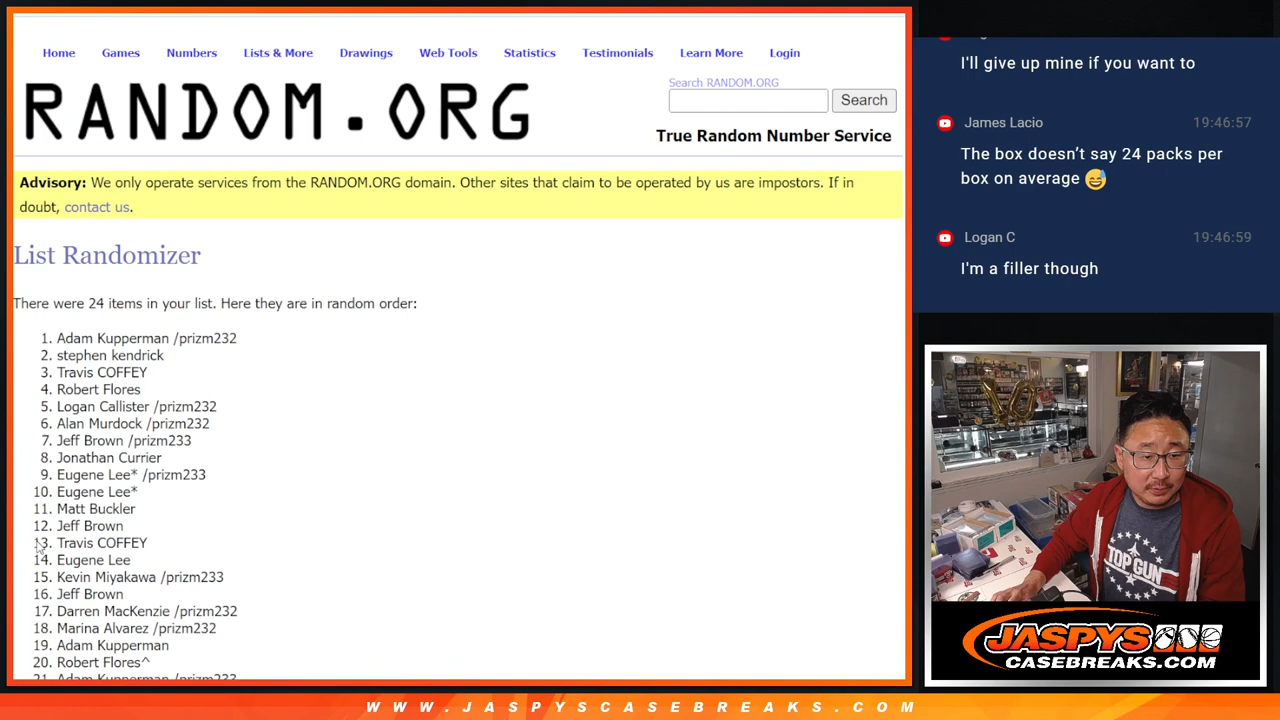 Home Games Numbers Lists & More Drawings Web Tools Statistics Testimonials Learn More Login
RANDOM.ORG
Search RANDOM.ORG
Search
True Random Number Service
Advisory: We only operate services from the RANDOM.ORG domain. Other sites that claim to be operated by us are impostors. If in
doubt, contact us.
List Randomizer
There were 24 items in your list. Here they are in random order:
1. Adam Kupperman /prizm232
2. stephen kendrick
3. Travis COFFEY
4. Robert Flores
5. Logan Callister /prizm232
6. Alan Murdock /prizm232
7. Jeff Brown /prizm233
8. Jonathan Currier
9. Eugene Lee* /prizm233
10. Eugene Lee*
11. Matt Buckler
12. Jeff Brown
13. Travis COFFEY
14. Eugene Lee
15. Kevin Miyakawa /prizm233
16. Jeff Brown
17. Darren MacKenzie /prizm232
18. Marina Alvarez /prizm232
19. Adam Kupperman
20. Robert Flores^
21. Adam Kupperman /prizm233
I'll give up mine if you want to
James Lacio 19:46:57
The box doesn’t say 24 packs per
box on average 😅
Logan C 19:46:59
I'm a filler though
10
TOP GUN
JASPYS
CASEBREAKS.COM
WWW.JASPYSCASEBREAKS.COM